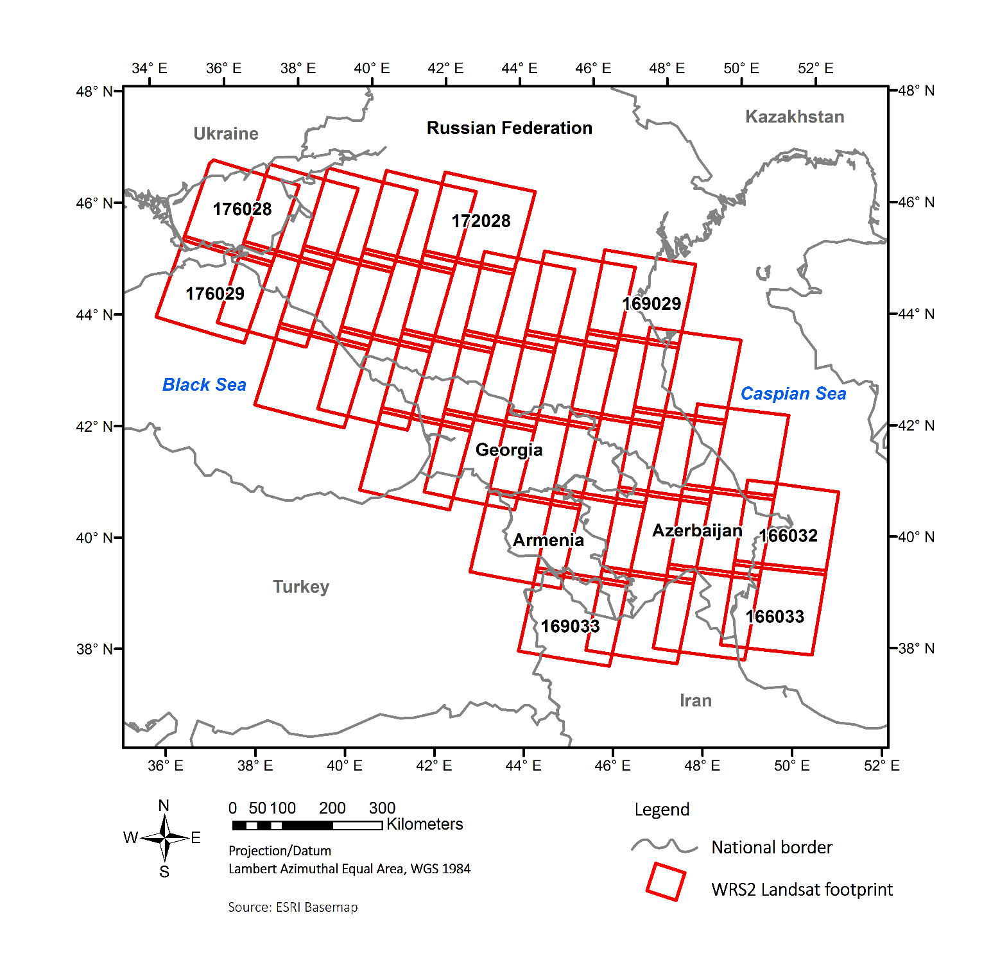 34° E 36° E 38° E 40° E 42° E 44° E 46° E 48° E 50° E 52° E
48° N 48° N
Russian Federation Kazakhstan
Ukraine
46° N 176028 172028 46° N
176029 169029
44° N 44° N
Black Sea Caspian Sea
42° N 42° N
Georgia
40° N Armenia Azerbaijan 166032 40° N
Turkey
169033 166033
38° N 38° N
Iran
36° E 38° E 40° E 42° E 44° E 46° E 48° E 50° E 52° E
N
W E
S
0 50 100 200 300
Kilometers
Projection/Datum
Lambert Azimuthal Equal Area, WGS 1984
Source: ESRI Basemap
Legend
National border
WRS2 Landsat footprint